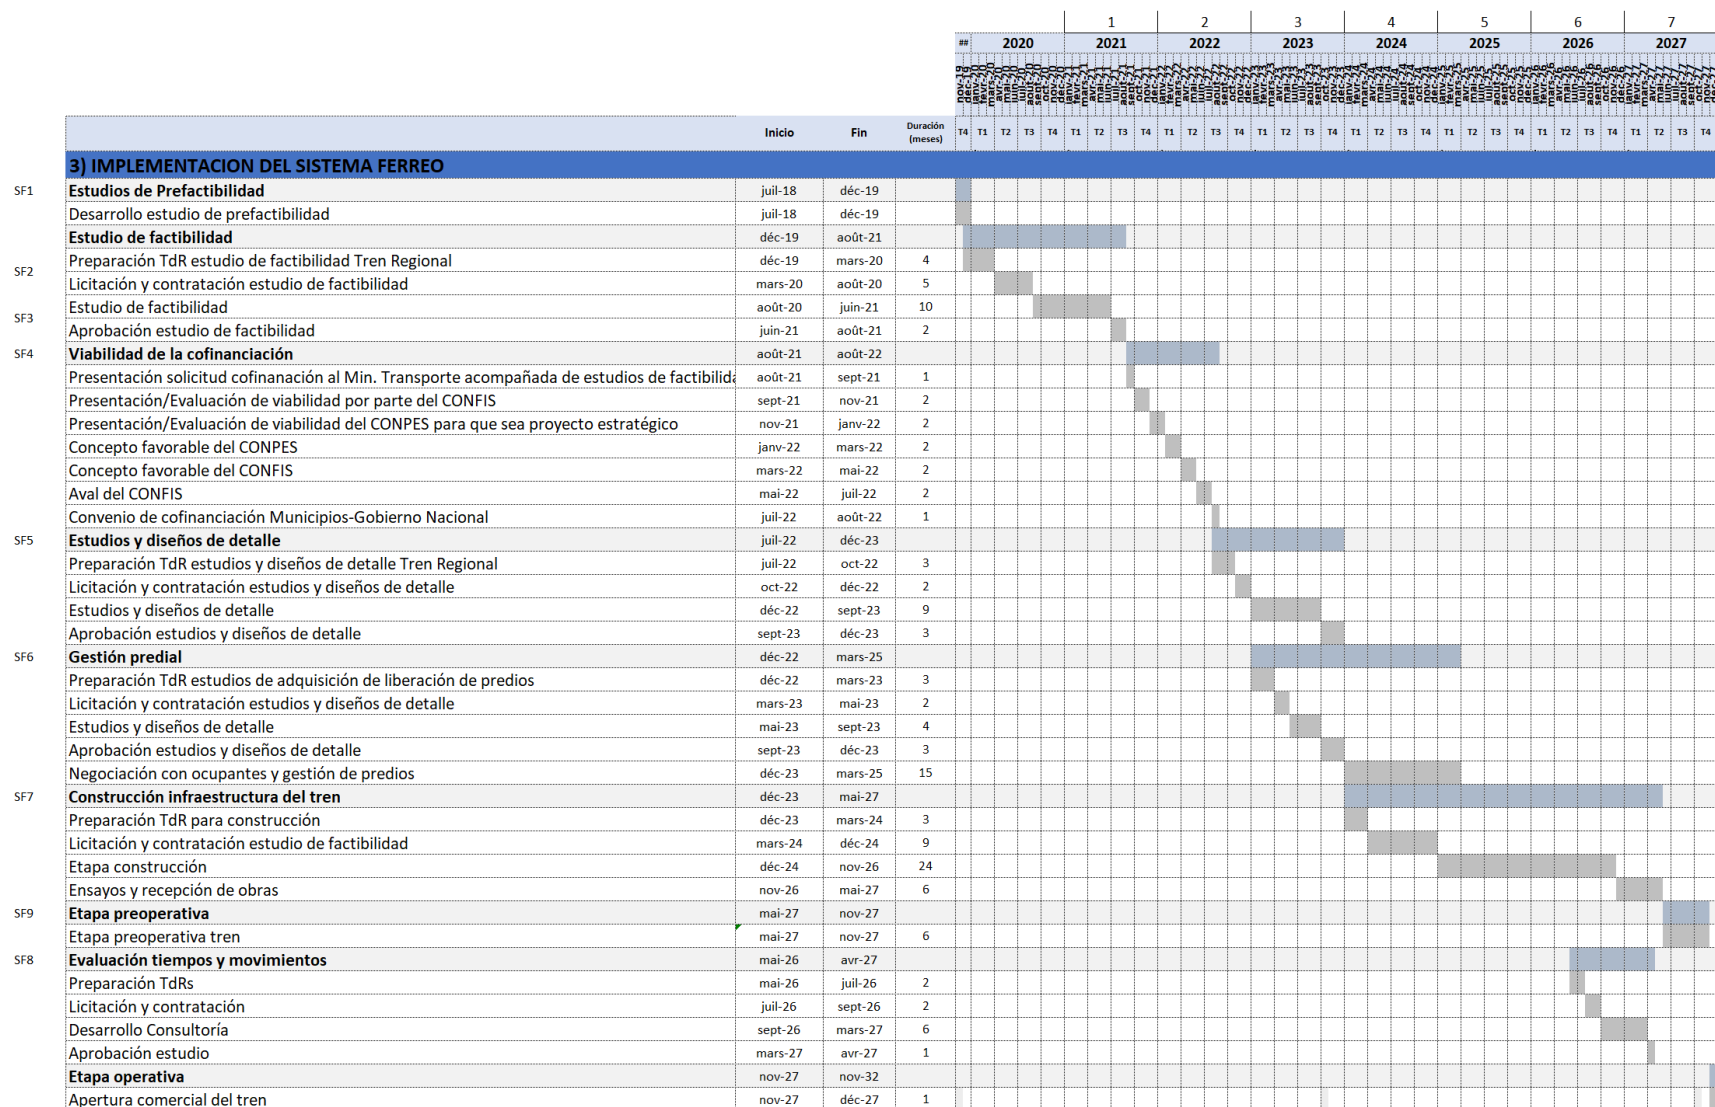 1 2 3 4 5 6 7
## 2020 2021 2022 2023 2024 2025 2026 2027
Inicio Fin Duración (meses) T4 T1 T2 T3 T4 T1 T2 T3 T4 T1 T2 T3 T4 T1 T2 T3 T4 T1 T2 T3 T4 T1 T2 T3 T4 T1 T2 T3 T4 T1 T2 T3 T4
3) IMPLEMENTACION DEL SISTEMA FERREO
SF1 Estudios de Prefactibilidad juil-18 déc-19
Desarrollo estudio de prefactibilidad juil-18 déc-19
Estudio de factibilidad déc-19 août-21
Preparación TdR estudio de factibilidad Tren Regional déc-19 mars-20 4
SF2
Licitación y contratación estudio de factibilidad mars-20 août-20 5
Estudio de factibilidad août-20 juin-21 10
SF3
Aprobación estudio de factibilidad juin-21 août-21 2
SF4 Viabilidad de la cofinanciación août-21 août-22
Presentación solicitud cofinanación al Min. Transporte acompañada de estudios de factibilida août-21 sept-21 1
Presentación/Evaluación de viabilidad por parte del CONFIS sept-21 nov-21 2
Presentación/Evaluación de viabilidad del CONPES para que sea proyecto estratégico nov-21 janv-22 2
Concepto favorable del CONPES janv-22 mars-22 2
Concepto favorable del CONFIS mars-22 mai-22 2
Aval del CONFIS mai-22 juil-22 2
Convenio de cofinanciación Municipios-Gobierno Nacional juil-22 août-22 1
SF5 Estudios y diseños de detalle juil-22 déc-23
Preparación TdR estudios y diseños de detalle Tren Regional juil-22 oct-22 3
Licitación y contratación estudios y diseños de detalle oct-22 déc-22 2
Estudios y diseños de detalle déc-22 sept-23 9
Aprobación estudios y diseños de detalle sept-23 déc-23 3
SF6 Gestión predial déc-22 mars-25
Preparación TdR estudios de adquisición de liberación de predios déc-22 mars-23 3
Licitación y contratación estudios y diseños de detalle mars-23 mai-23 2
Estudios y diseños de detalle mai-23 sept-23 4
Aprobación estudios y diseños de detalle sept-23 déc-23 3
Negociación con ocupantes y gestión de predios déc-23 mars-25 15
SF7 Construcción infraestructura del tren déc-23 mai-27
Preparación TdR para construcción déc-23 mars-24 3
Licitación y contratación estudio de factibilidad mars-24 déc-24 9
Etapa construcción déc-24 nov-26 24
Ensayos y recepción de obras nov-26 mai-27 6
SF9 Etapa preoperativa mai-27 nov-27
Etapa preoperativa tren mai-27 nov-27 6
SF8 Evaluación tiempos y movimientos mai-26 avr-27
Preparación TdRs mai-26 juil-26 2
Licitación y contratación juil-26 sept-26 2
Desarrollo Consultoría sept-26 mars-27 6
Aprobación estudio mars-27 avr-27 1
Etapa operativa nov-27 nov-32
Apertura comercial del tren nov-27 déc-27 1